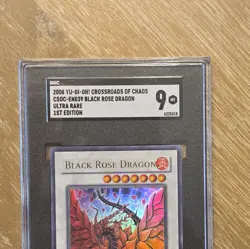 SGC
2008 YU-GI-OH! CROSSROADS OF CHAOS
CSOC-EN039 BLACK ROSE DRAGON
ULTRA RARE
1ST EDITION
9
BLACK ROSE DRAGON